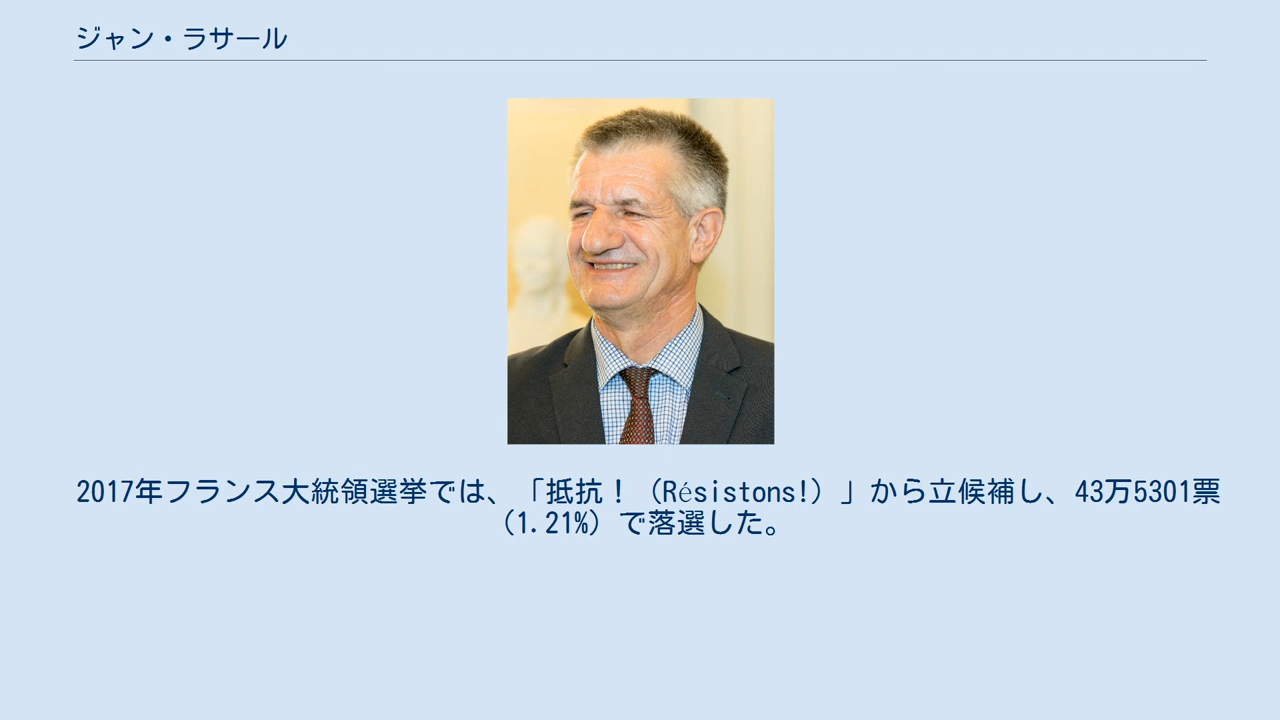 ジャン・ラサール
2017年フランス大統領選挙では、「抵抗！（Résistons!）」から立候補し、43万5301票
（1.21%）で落選した。